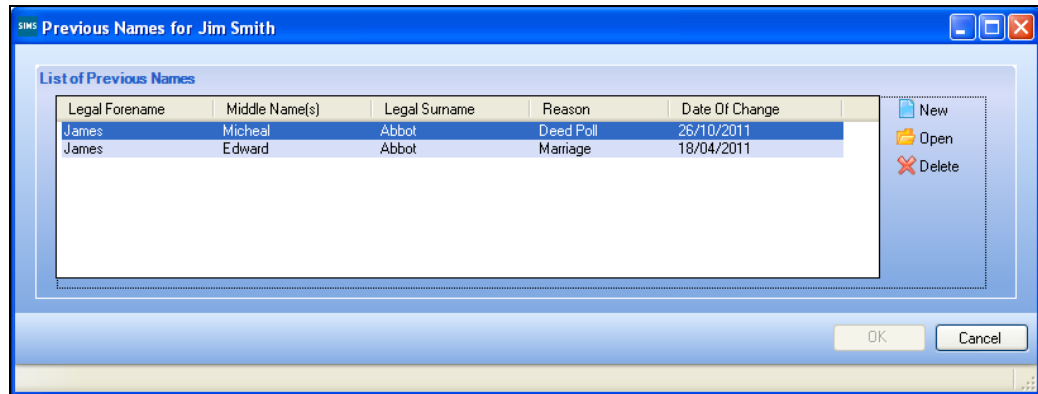 SIMS Previous Names for Jim Smith
List of Previous Names
Legal Forename Middle Name(s) Legal Surname Reason Date Of Change
James Micheal Abbot Deed Poll 26/10/2011
James Edward Abbot Marriage 18/04/2011
New
Open
Delete
OK Cancel